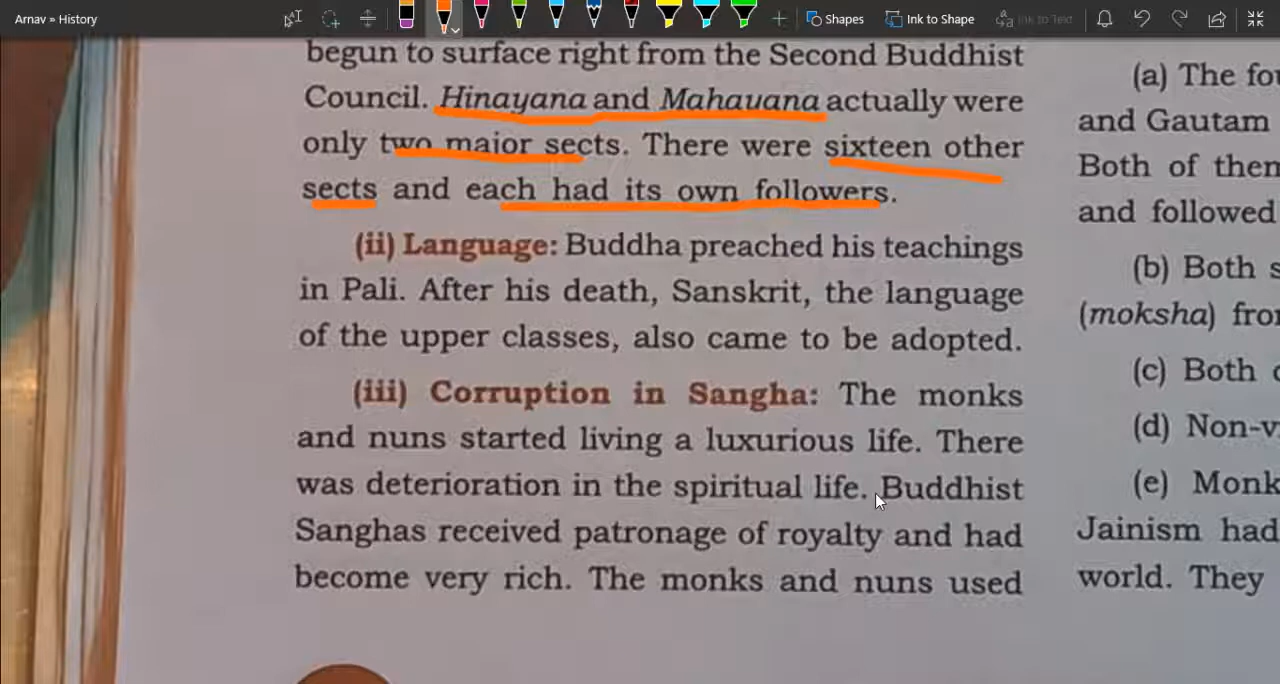 Arnav » History
Shapes
Ink to Shape
Ink to Text
begun to surface right from the Second Buddhist
Council. Hinayana and Mahayana actually were
only two major sects. There were sixteen other
sects and each had its own followers.
(ii) Language: Buddha preached his teachings
in Pali. After his death, Sanskrit, the language
of the upper classes, also came to be adopted.
(iii) Corruption in Sangha: The monks
and nuns started living a luxurious life. There
was deterioration in the spiritual life. Buddhist
Sanghas received patronage of royalty and had
become very rich. The monks and nuns used
(a) The fou
and Gautam
Both of them
and followed
(b) Both s
(moksha) from
(c) Both
(d) Non-v
(e) Monk
Jainism had
world. They